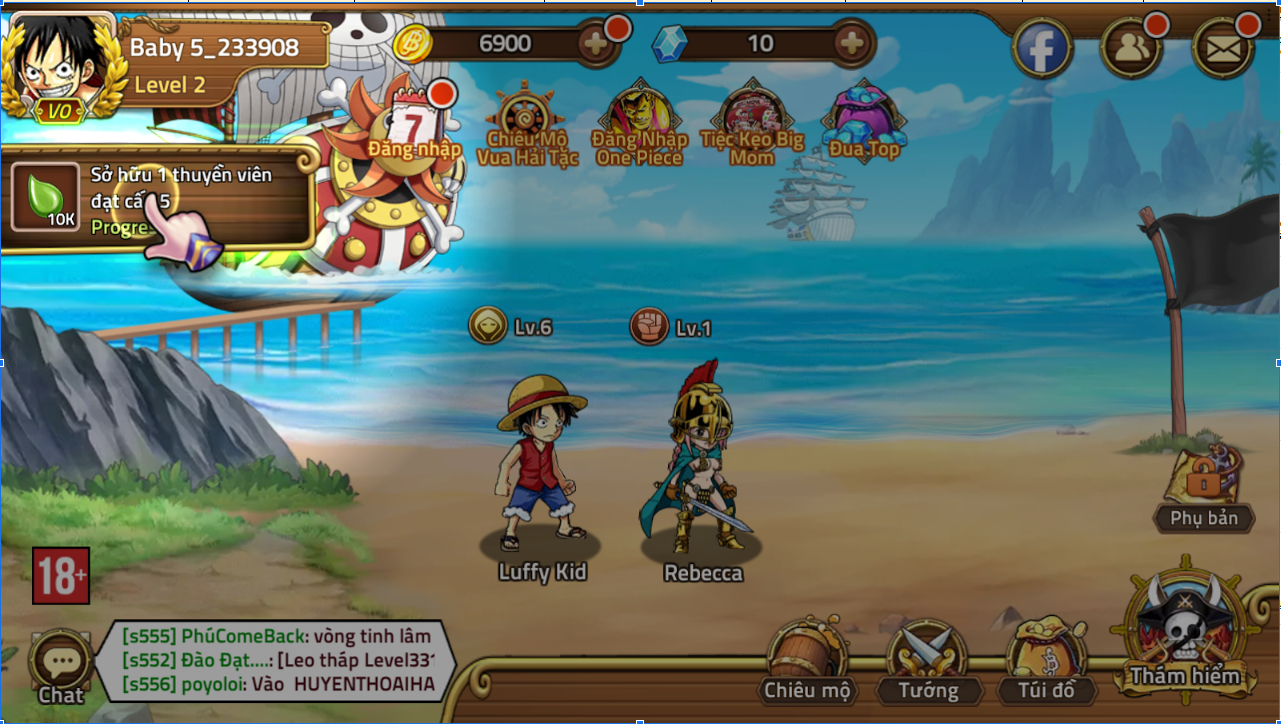 Baby 5_233908
Level 2
V0
6900
10
7
Đăng nhập
Chiêu Mộ
Vua Hải Tặc
Đăng Nhập
One Piece
Tiệc Kẹo Big
Mom
Đua Top
Sở hữu 1 thuyền viên
đạt cấp 5
10K
Progre
Lv.6
Lv.1
Luffy Kid
Rebecca
Phụ bản
18+
[s555] PhúComeBack: vòng tinh lâm
[s552] Đào Đạt....: [Leo tháp Level331
[s556] poyoloi: Vào HUYENTHOAIHA
Chat
Chiêu mộ
Tướng
Túi đồ
Thám hiểm